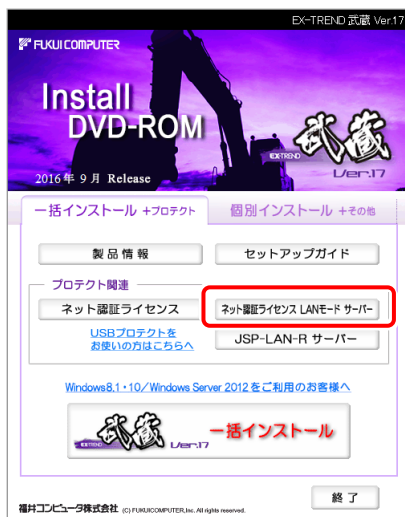 EX-TREND 武蔵 Ver.17
FUKUI COMPUTER
Install
DVD-ROM
EXTREND 武蔵
Ver.17
2016年 9月 Release
一括インストール +プロテクト
個別インストール +その他
製品情報
セットアップガイド
プロテクト関連
ネット認証ライセンス
ネット認証ライセンス LANモード サーバー
USBプロテクトを
お使いの方はこちらへ
JSP-LAN-R サーバー
Windows8.1・10/Windows Server 2012 をご利用のお客様へ
EXTREND 武蔵 Ver.17 一括インストール
終了
福井コンピュータ株式会社 (C) FUKUICOMPUTER,Inc. All rights reserved.